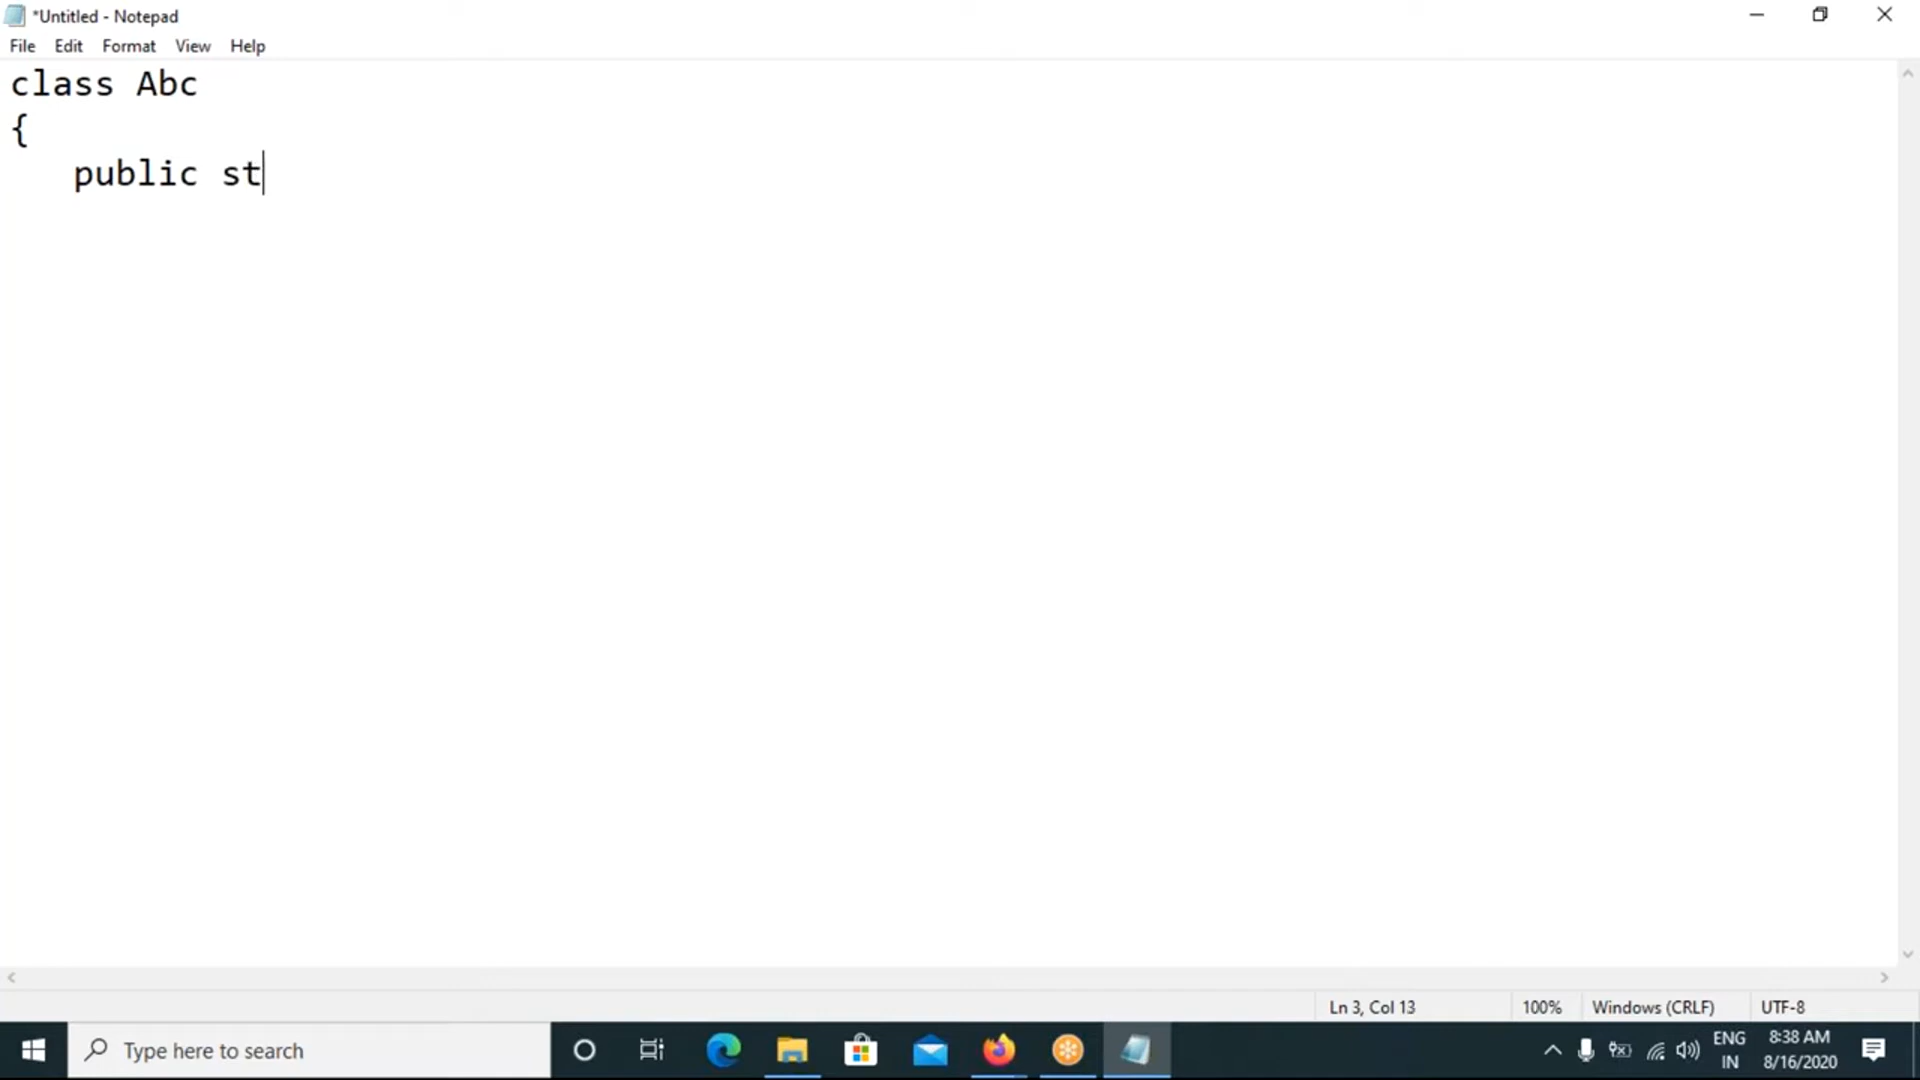 *Untitled - Notepad
File Edit Format View Help
class Abc
{
public st
Ln 3, Col 13 100% Windows (CRLF) UTF-8
Type here to search
ENG 8:38 AM
IN 8/16/2020